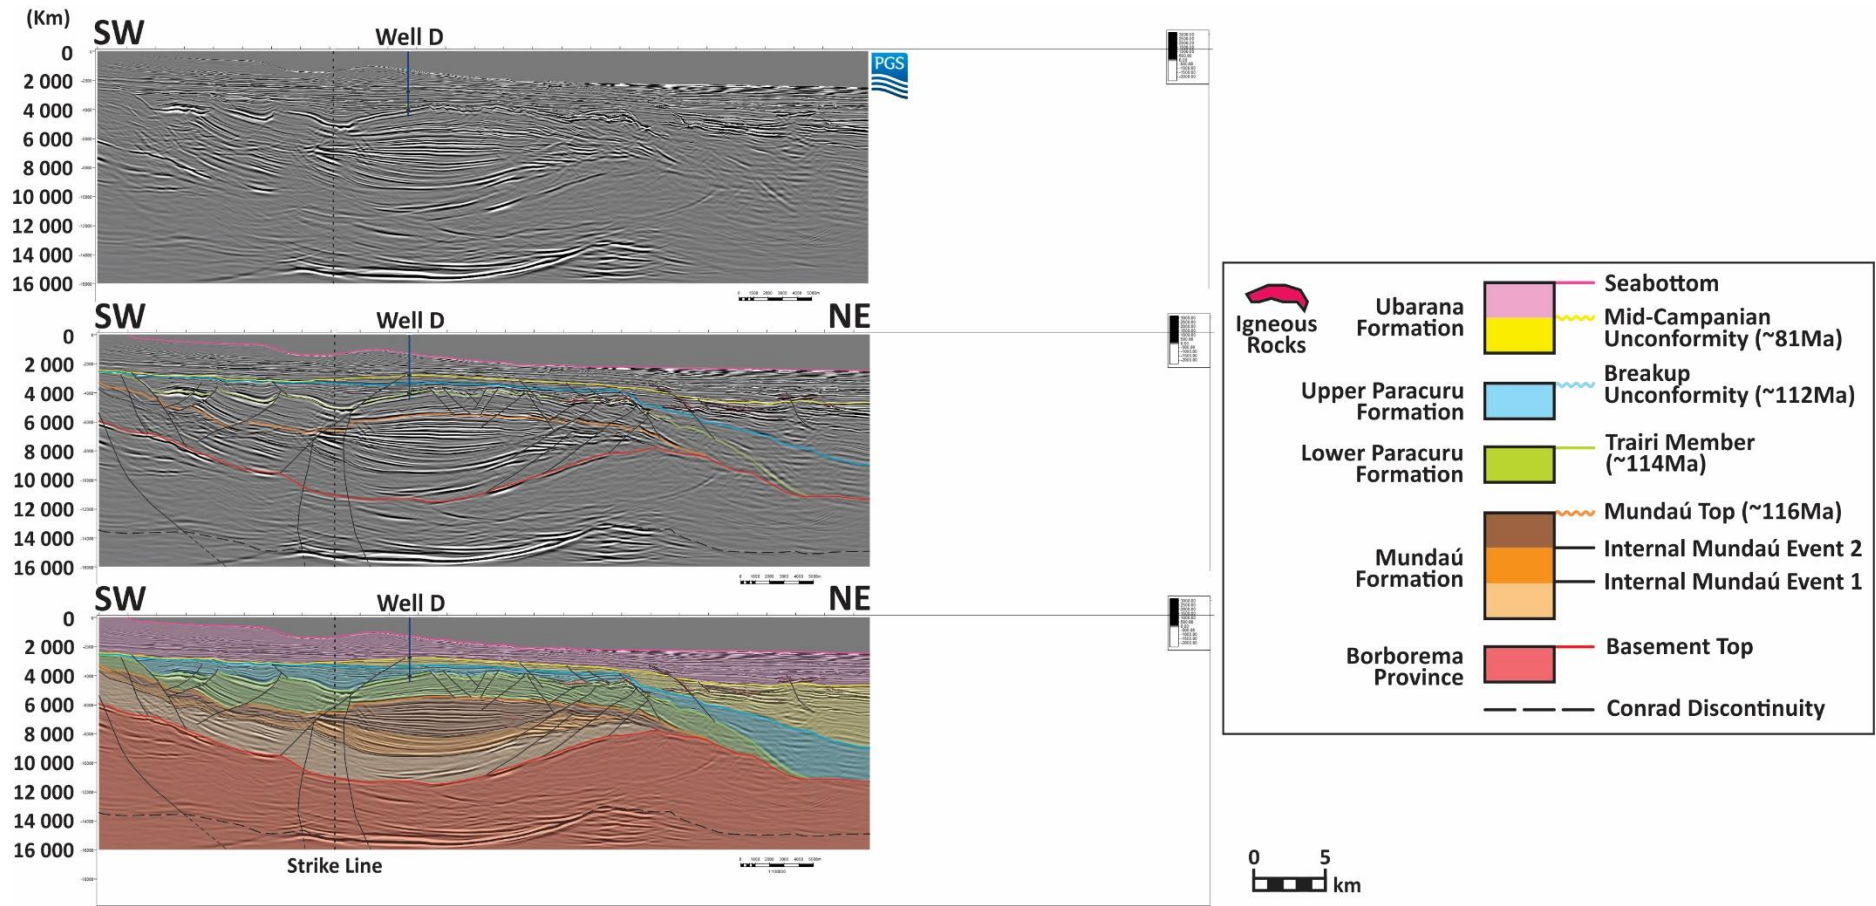 (Km)
SW
Well D
0
2 000
4 000
6 000
8 000
10 000
12 000
14 000
16 000
PGS
SW
Well D
NE
0
2 000
4 000
6 000
8 000
10 000
12 000
14 000
16 000
SW
Well D
NE
0
2 000
4 000
6 000
8 000
10 000
12 000
14 000
16 000
Strike Line
Igneous
Rocks
Ubarana
Formation
Seabottom
Mid-Campanian
Unconformity (~81Ma)
Upper Paracuru
Formation
Breakup
Unconformity (~112Ma)
Lower Paracuru
Formation
Trairi Member
(~114Ma)
Mundaú
Formation
Mundaú Top (~116Ma)
Internal Mundaú Event 2
Internal Mundaú Event 1
Borborema
Province
Basement Top
Conrad Discontinuity
0 5
km